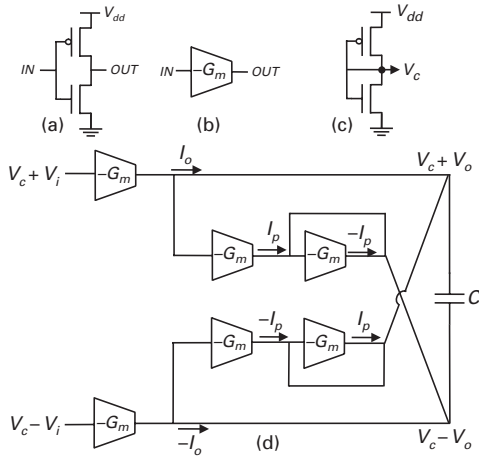 V_dd
IN
OUT
(a)
IN
−G_m
OUT
(b)
V_dd
V_c
(c)
V_c + V_i
−G_m
I_o
V_c + V_o
−G_m
I_p
−G_m
−I_p
C
−G_m
−I_p
−G_m
I_p
V_c − V_i
−G_m
−I_o
(d)
V_c − V_o